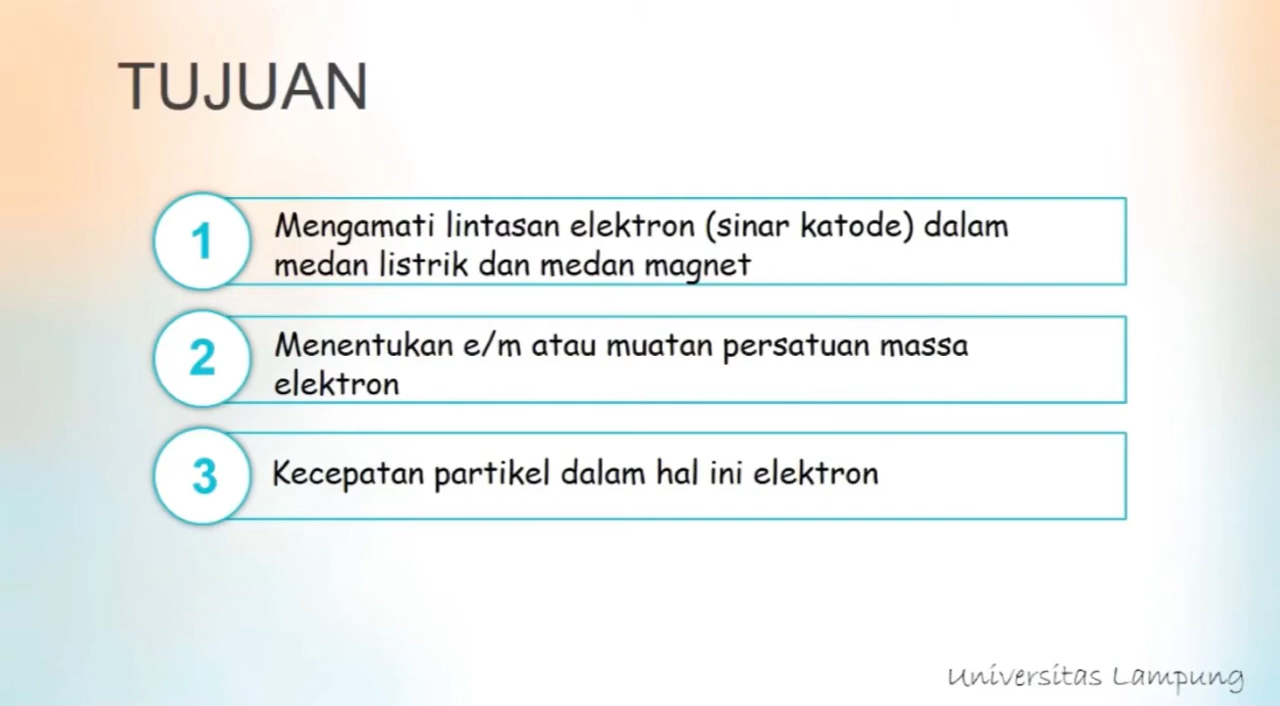 TUJUAN
1
Mengamati lintasan elektron (sinar katode) dalam
medan listrik dan medan magnet
2
Menentukan e/m atau muatan persatuan massa
elektron
3
Kecepatan partikel dalam hal ini elektron
Universitas Lampung